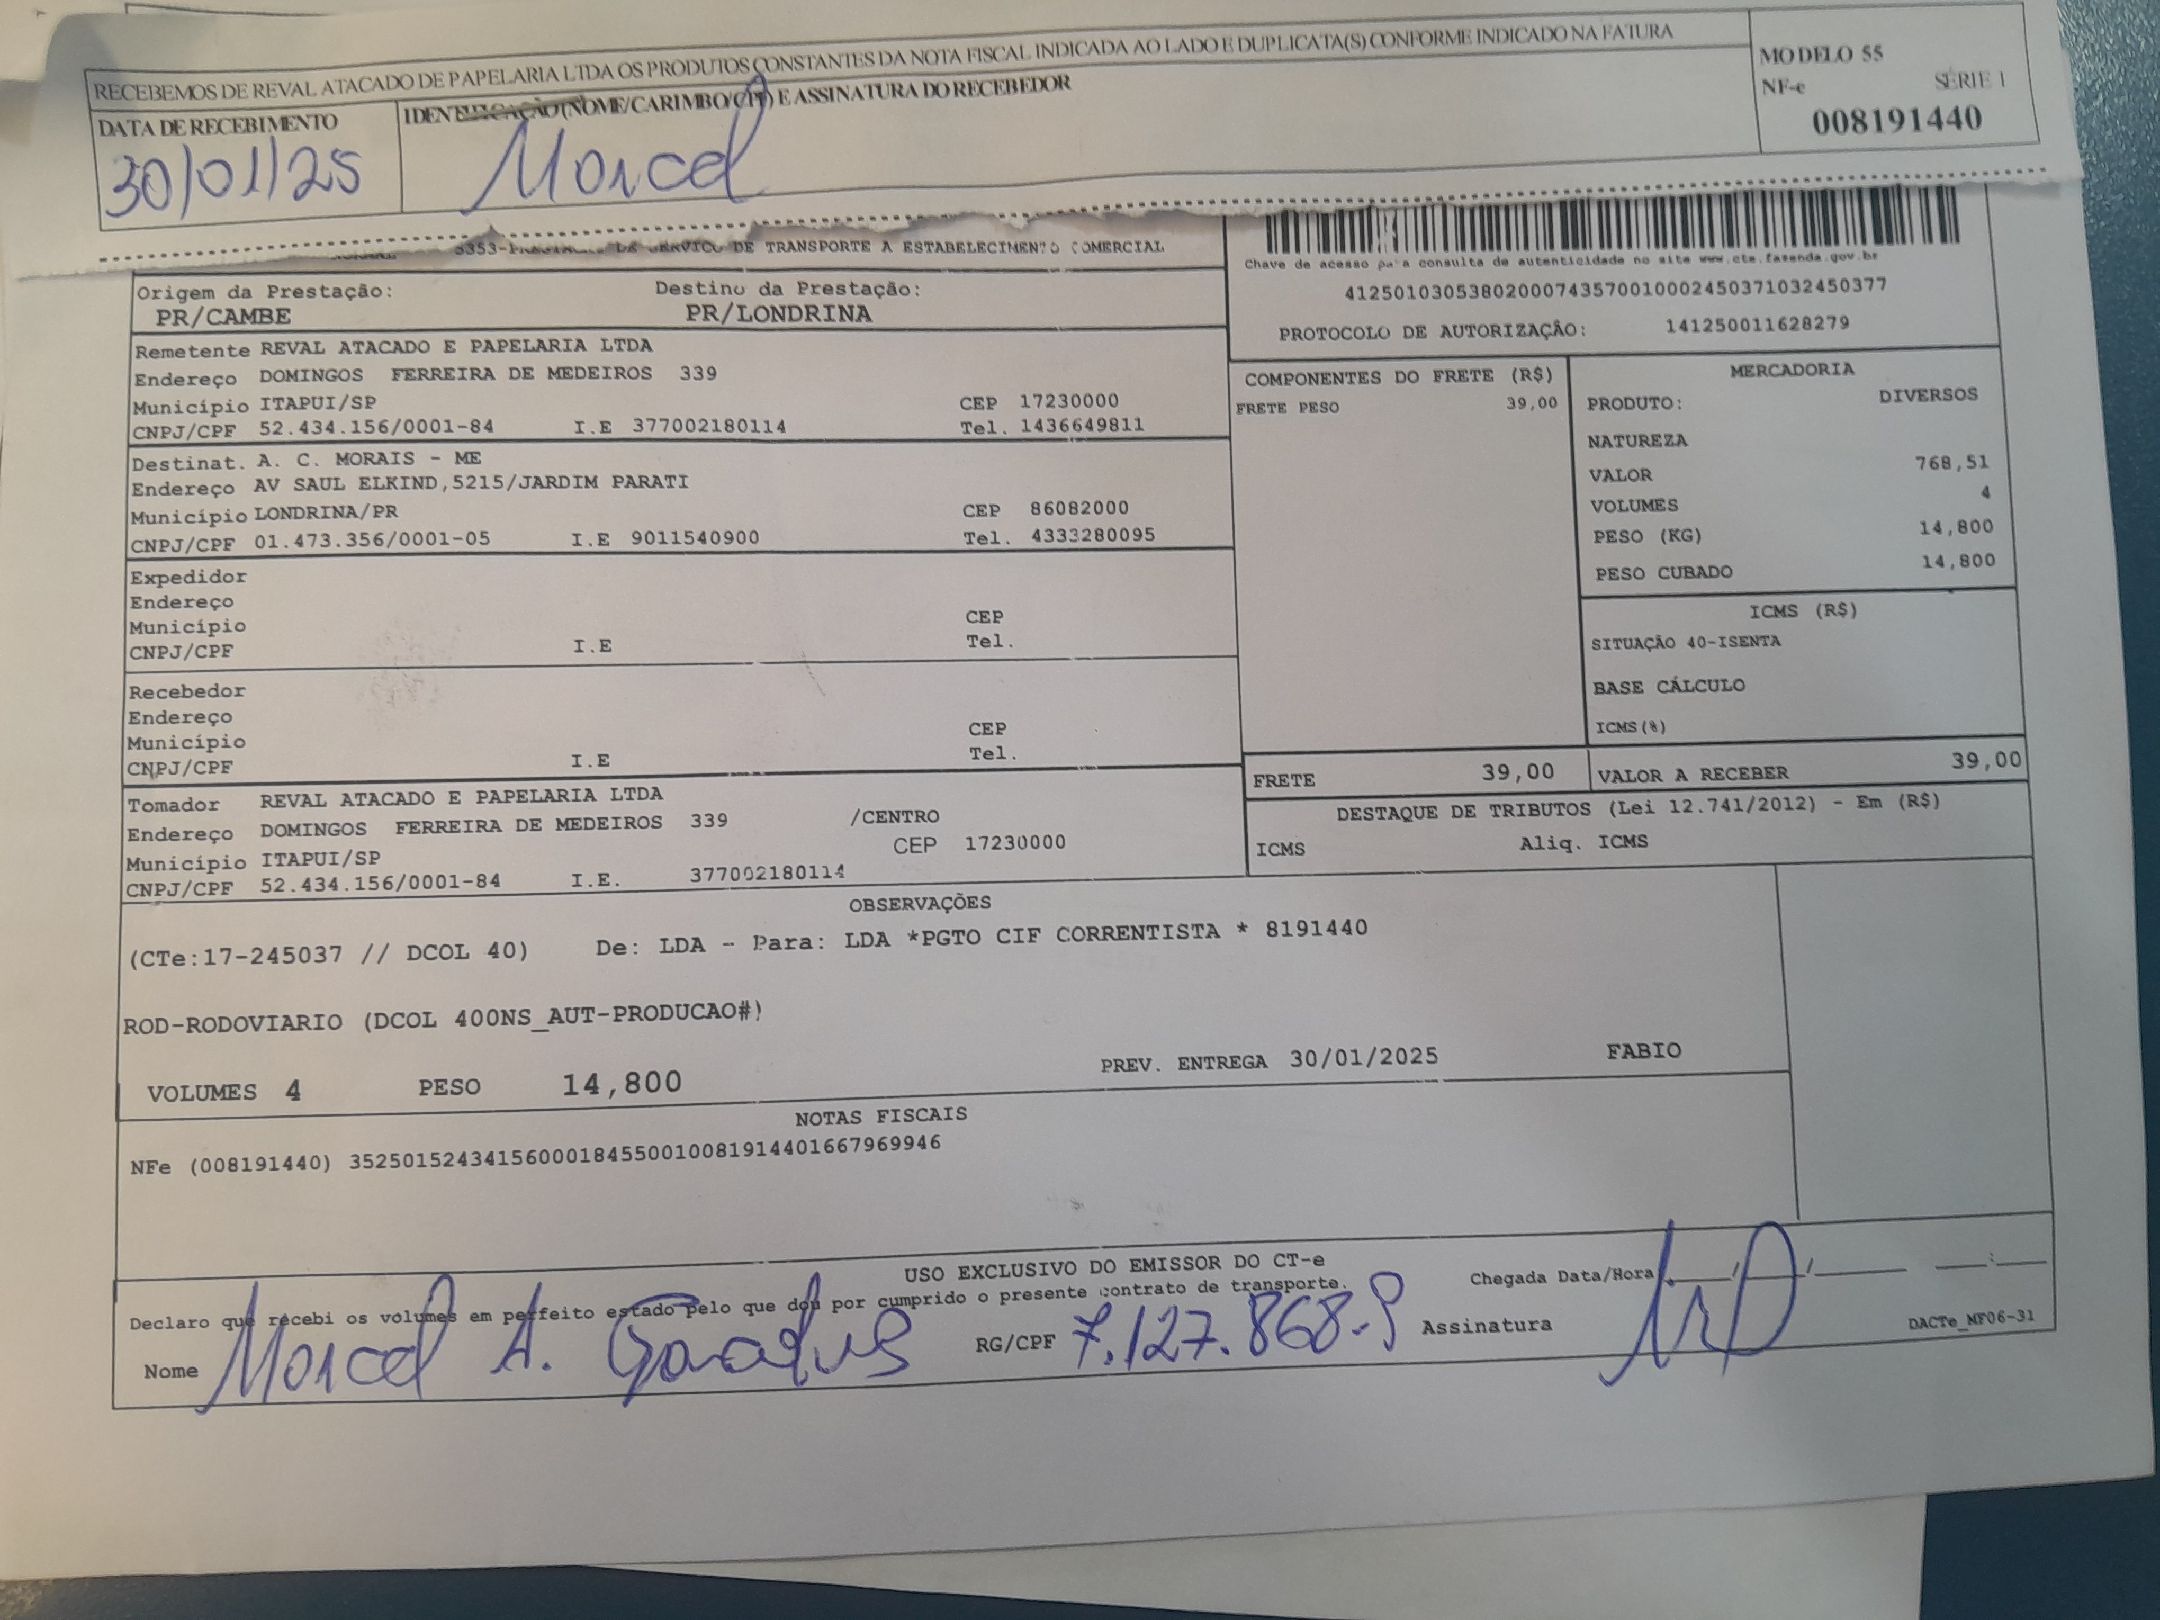 RECEBEMOS DE REVAL ATACADO DE PAPELARIA LTDA OS PRODUTOS CONSTANTES DA NOTA FISCAL INDICADA AO LADO E DUPLICATA(S) CONFORME INDICADO NA FATURA
MODELO 55
NF-e SÉRIE 1
008191440
DATA DE RECEBIMENTO
30/01/25
IDENTIFICAÇÃO (NOME/CARIMBO/CPF) E ASSINATURA DO RECEBEDOR
Marcel
DE SERVIÇO DE TRANSPORTE A ESTABELECIMENTO COMERCIAL
Chave de acesso para consulta de autenticidade no site www.cte.fazenda.gov.br
41250103053802000743570010002450371032450377
PROTOCOLO DE AUTORIZAÇÃO: 141250011628279
Origem da Prestação: Destino da Prestação:
PR/CAMBE PR/LONDRINA
Remetente REVAL ATACADO E PAPELARIA LTDA
Endereço DOMINGOS FERREIRA DE MEDEIROS 339
Município ITAPUI/SP CEP 17230000
CNPJ/CPF 52.434.156/0001-84 I.E 377002180114 Tel. 1436649811
Destinat. A. C. MORAIS - ME
Endereço AV SAUL ELKIND,5215/JARDIM PARATI
Município LONDRINA/PR CEP 86082000
CNPJ/CPF 01.473.356/0001-05 I.E 9011540900 Tel. 4333280095
Expedidor
Endereço
Município CEP
CNPJ/CPF I.E Tel.
Recebedor
Endereço
Município CEP
CNPJ/CPF I.E Tel.
Tomador REVAL ATACADO E PAPELARIA LTDA
Endereço DOMINGOS FERREIRA DE MEDEIROS 339 /CENTRO
Município ITAPUI/SP CEP 17230000
CNPJ/CPF 52.434.156/0001-84 I.E. 377002180114
COMPONENTES DO FRETE (R$)
FRETE PESO 39,00
MERCADORIA
PRODUTO: DIVERSOS
NATUREZA
VALOR 768,51
VOLUMES 4
PESO (KG) 14,800
PESO CUBADO 14,800
ICMS (R$)
SITUAÇÃO 40-ISENTA
BASE CÁLCULO
ICMS(%)
FRETE 39,00 VALOR A RECEBER 39,00
DESTAQUE DE TRIBUTOS (Lei 12.741/2012) - Em (R$)
ICMS Aliq. ICMS
OBSERVAÇÕES
(CTe:17-245037 // DCOL 40) De: LDA - Para: LDA *PGTO CIF CORRENTISTA * 8191440
ROD-RODOVIARIO (DCOL 400NS_AUT-PRODUCAO#)
VOLUMES 4 PESO 14,800 PREV. ENTREGA 30/01/2025 FABIO
NOTAS FISCAIS
NFe (008191440) 35250152434156000184550010081914401667969946
USO EXCLUSIVO DO EMISSOR DO CT-e
Declaro que recebi os volumes em perfeito estado pelo que dou por cumprido o presente contrato de transporte.
Chegada Data/Hora ___/___/_____ ___:___
Nome Marcel A. RG/CPF 7.127.868-9 Assinatura
DACTe_MF06-31